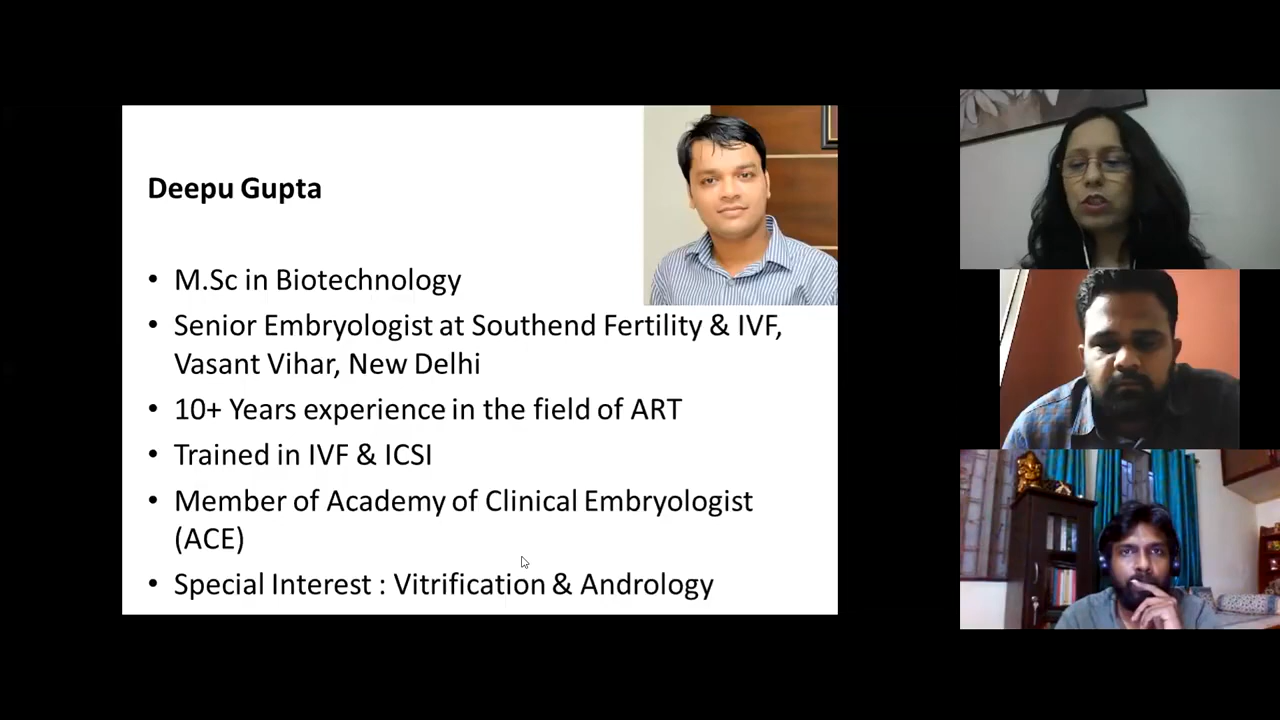 Deepu Gupta
• M.Sc in Biotechnology
• Senior Embryologist at Southend Fertility & IVF,
Vasant Vihar, New Delhi
• 10+ Years experience in the field of ART
• Trained in IVF & ICSI
• Member of Academy of Clinical Embryologist
(ACE)
• Special Interest : Vitrification & Andrology